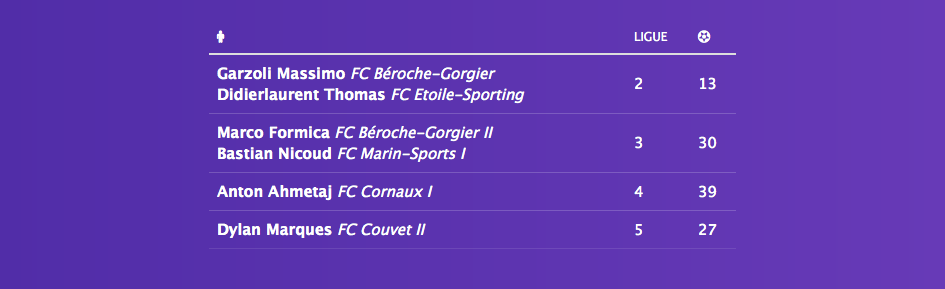 LIGUE
Garzoli Massimo FC Béroche-Gorgier
Didierlaurent Thomas FC Etoile-Sporting
2 13
Marco Formica FC Béroche-Gorgier II
Bastian Nicoud FC Marin-Sports I
3 30
Anton Ahmetaj FC Cornaux I 4 39
Dylan Marques FC Couvet II 5 27